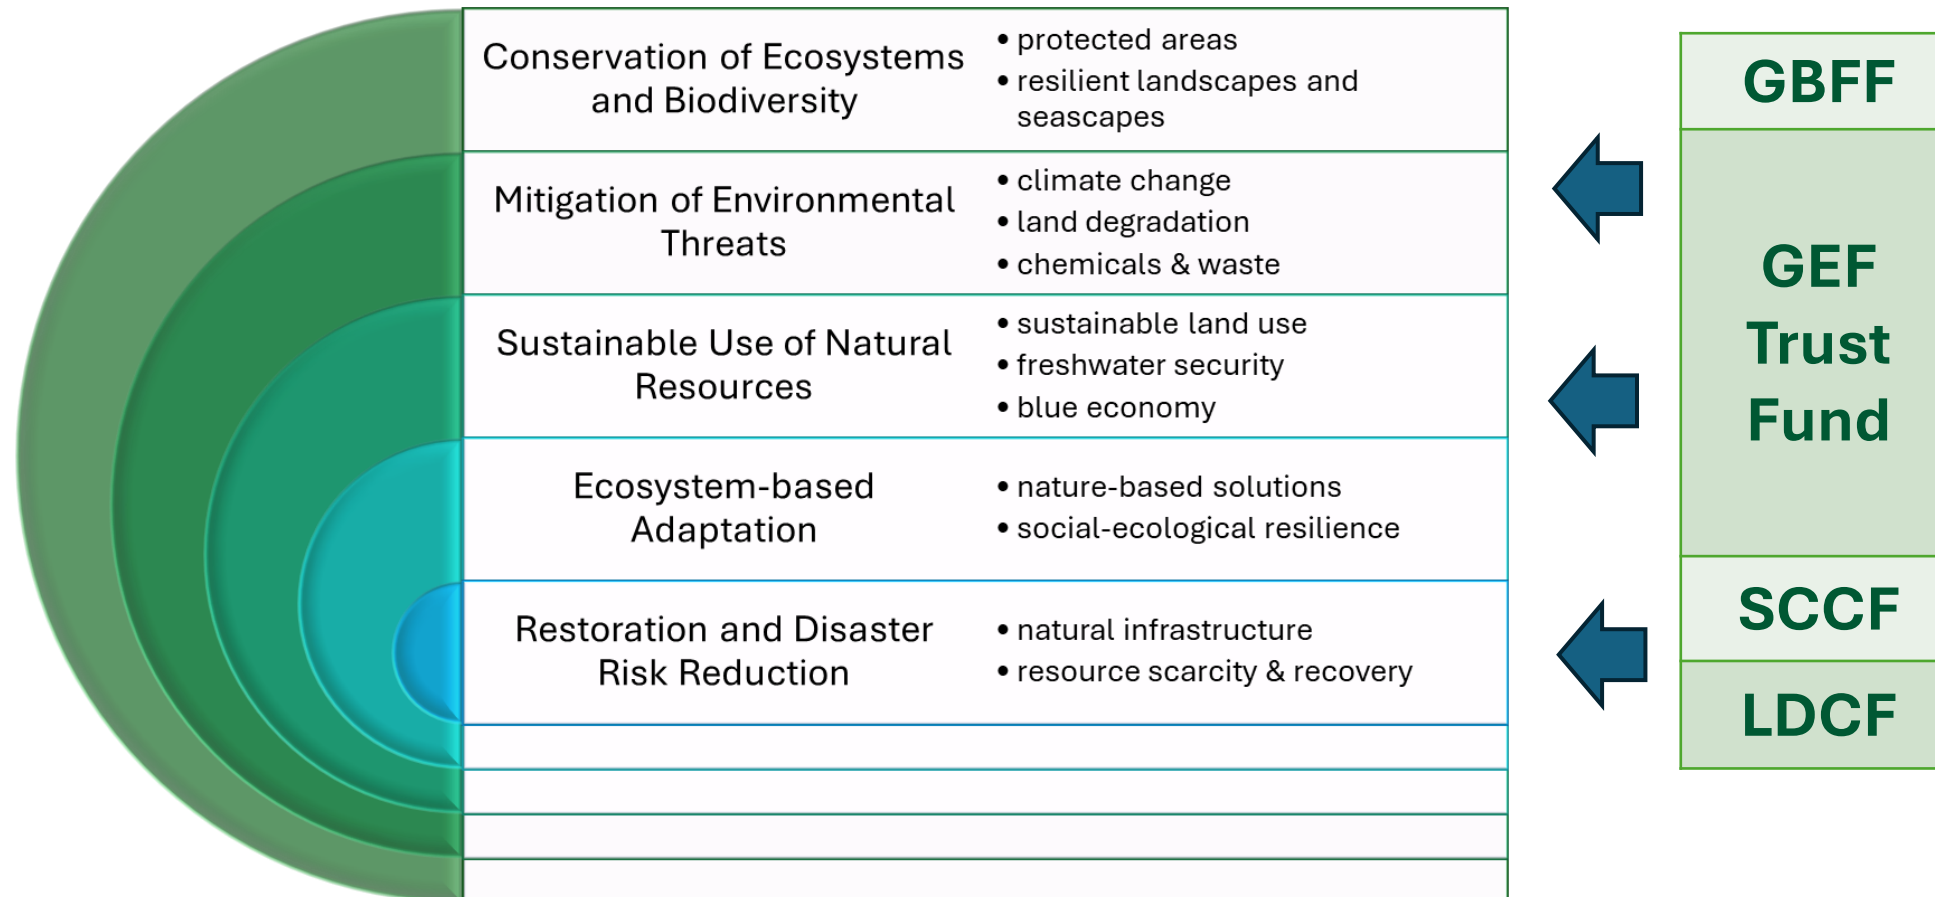 Conservation of Ecosystems
and Biodiversity
• protected areas
• resilient landscapes and
seascapes
Mitigation of Environmental
Threats
• climate change
• land degradation
• chemicals & waste
Sustainable Use of Natural
Resources
• sustainable land use
• freshwater security
• blue economy
Ecosystem-based
Adaptation
• nature-based solutions
• social-ecological resilience
Restoration and Disaster
Risk Reduction
• natural infrastructure
• resource scarcity & recovery
GBFF
GEF
Trust
Fund
SCCF
LDCF